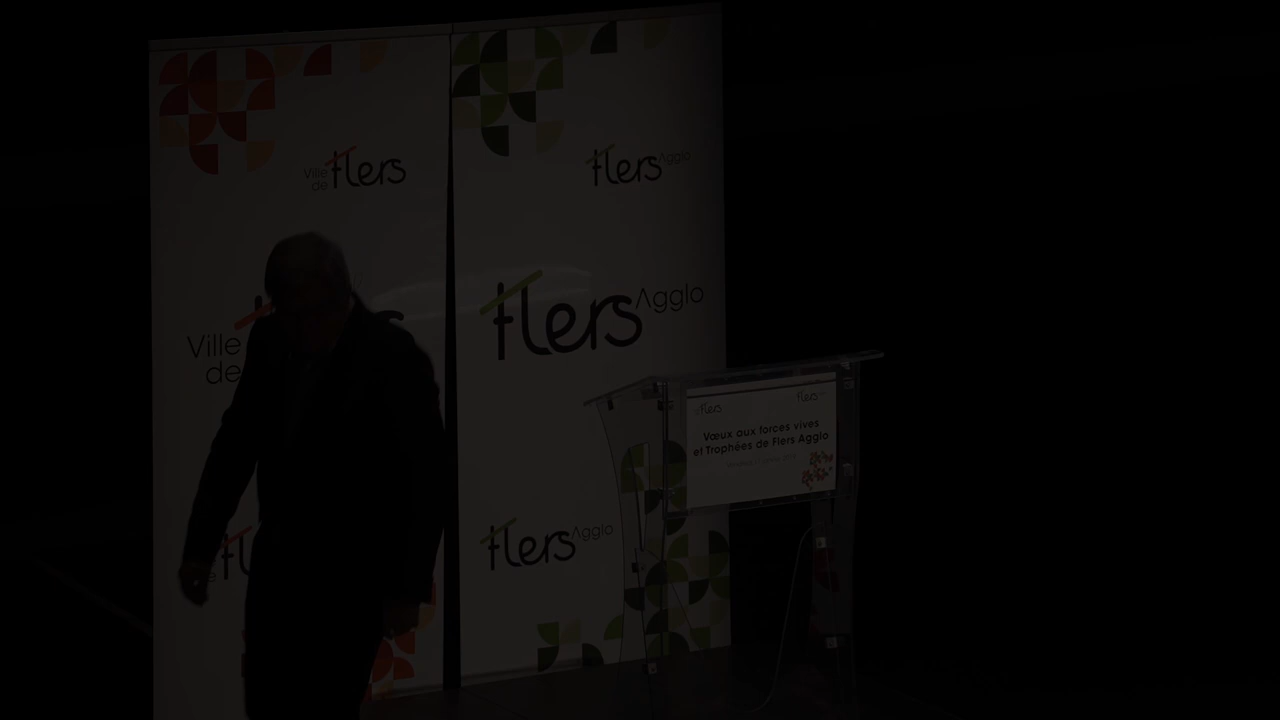 Ville
de flers
flers Agglo
Ville
de
flers Agglo
flers
flers
Vœux aux forces vives
et Trophées de Flers Agglo
fl
flers Agglo